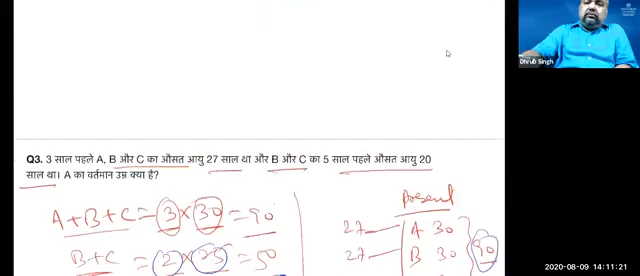 Dhrub Singh
Q3. 3 साल पहले A, B और C का औसत आयु 27 साल था और B और C का 5 साल पहले औसत आयु 20
साल था। A का वर्तमान उम्र क्या है?
Present
A+B+C = 3 × 30 = 90
27 A 30
B+C = 2 × 25 = 50
27 B 30
90
2020-08-09 14:11:21